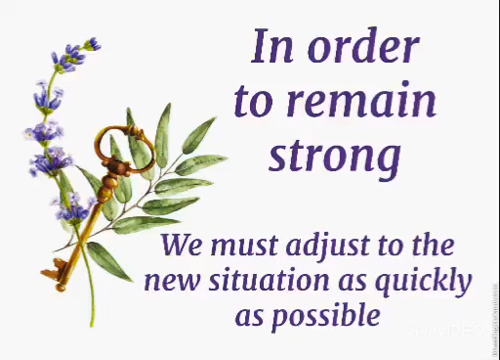 In order
to remain
strong
We must adjust to the
new situation as quickly
as possible